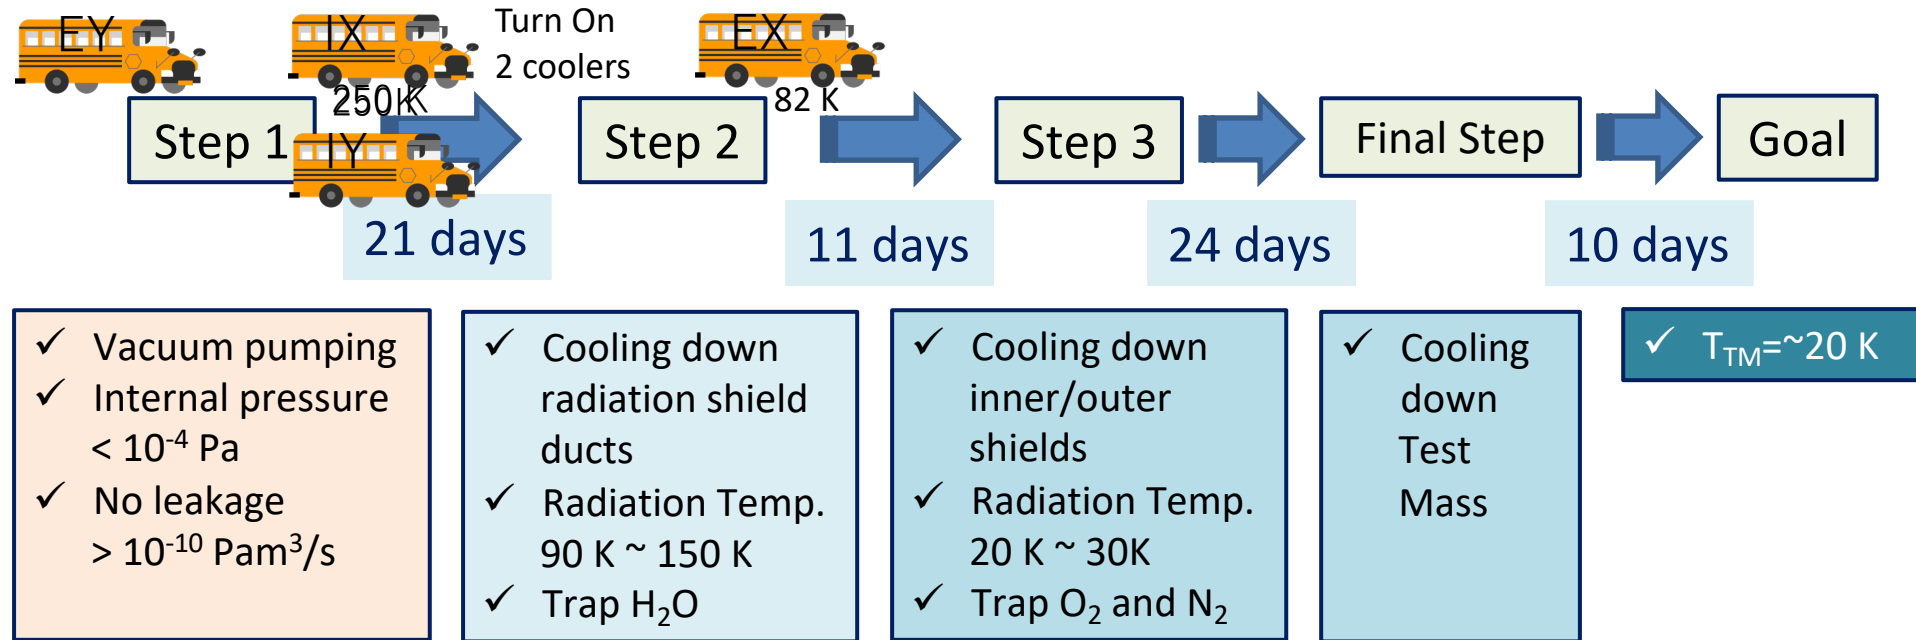 EY
IX
Turn On
2 coolers
EX
250 K
82 K
Step 1
IY
Step 2
Step 3
Final Step
Goal
21 days
11 days
24 days
10 days
✓ Vacuum pumping
✓ Internal pressure
< 10⁻⁴ Pa
✓ No leakage
> 10⁻¹⁰ Pam³/s
✓ Cooling down
radiation shield
ducts
✓ Radiation Temp.
90 K ~ 150 K
✓ Trap H₂O
✓ Cooling down
inner/outer
shields
✓ Radiation Temp.
20 K ~ 30K
✓ Trap O₂ and N₂
✓ Cooling
down
Test
Mass
✓ T_TM=~20 K